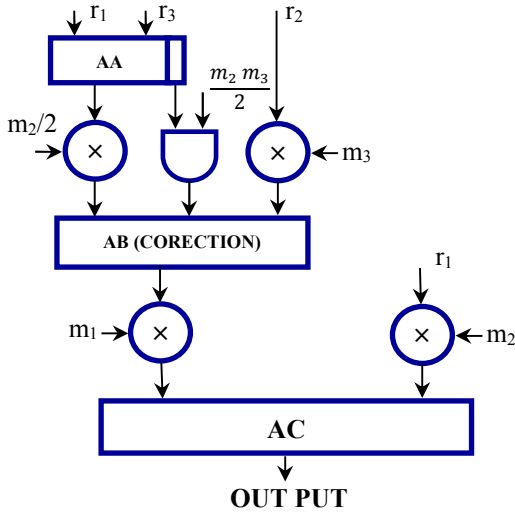 r₁ r₃ r₂
AA
m₂ m₃
2
m₂/2
×
×
m₃
AB (CORECTION)
r₁
m₁
×
×
m₂
AC
OUT PUT